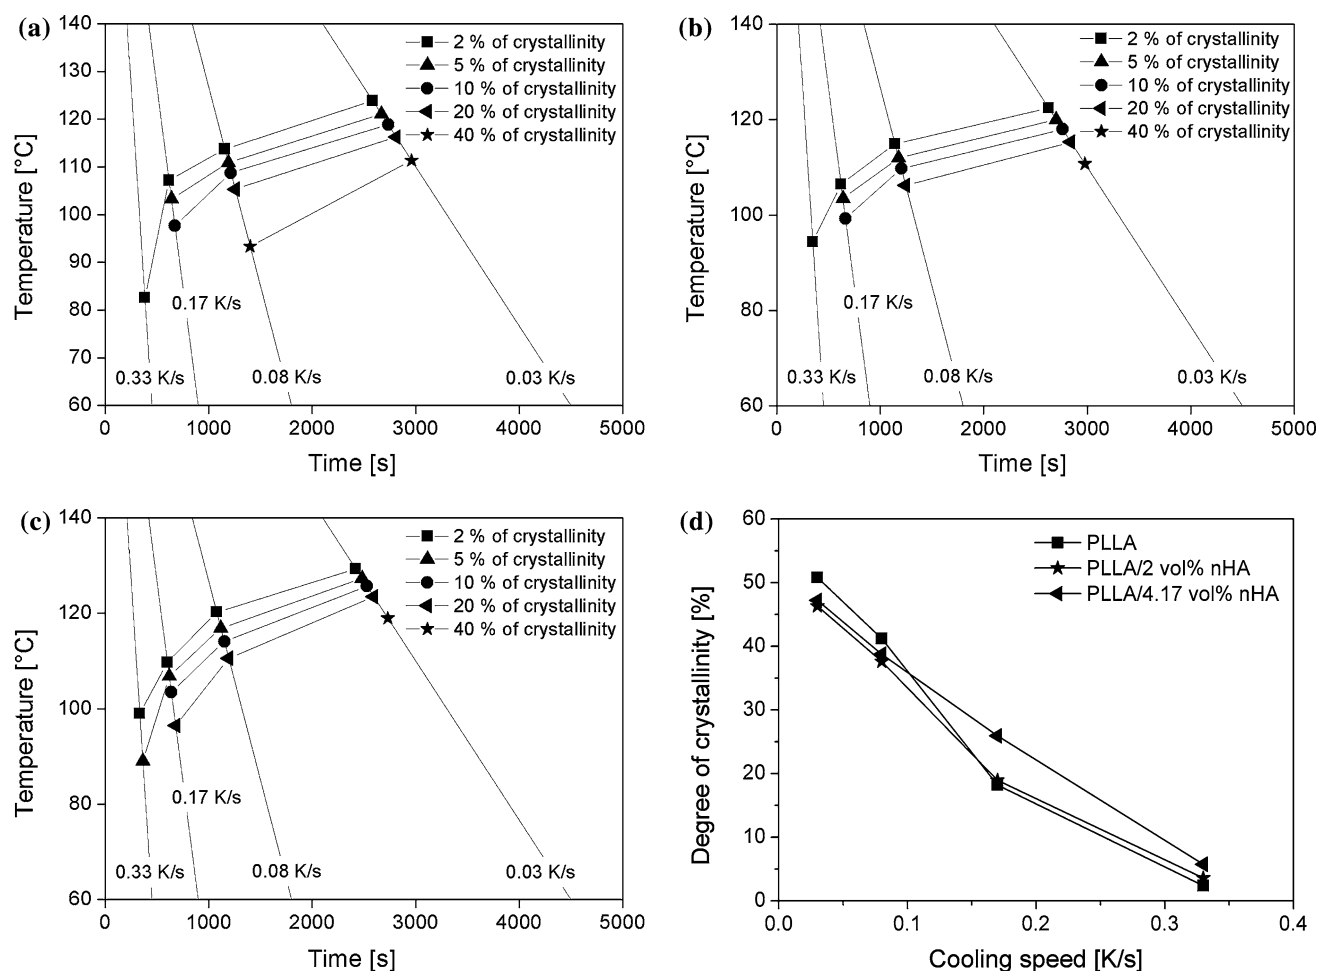 (a)
140
130
120
110
100
90
80
70
60
Temperature [°C]
2 % of crystallinity
5 % of crystallinity
10 % of crystallinity
20 % of crystallinity
40 % of crystallinity
0.17 K/s
0.33 K/s
0.08 K/s
0.03 K/s
0 1000 2000 3000 4000 5000
Time [s]
(b)
140
120
100
80
60
Temperature [°C]
2 % of crystallinity
5 % of crystallinity
10 % of crystallinity
20 % of crystallinity
40 % of crystallinity
0.17 K/s
0.33 K/s
0.08 K/s
0.03 K/s
0 1000 2000 3000 4000 5000
Time [s]
(c)
140
120
100
80
60
Temperature [°C]
2 % of crystallinity
5 % of crystallinity
10 % of crystallinity
20 % of crystallinity
40 % of crystallinity
0.17 K/s
0.33 K/s
0.08 K/s
0.03 K/s
0 1000 2000 3000 4000 5000
Time [s]
(d)
60
50
40
30
20
10
0
Degree of crystallinity [%]
PLLA
PLLA/2 vol% nHA
PLLA/4.17 vol% nHA
0.0 0.1 0.2 0.3 0.4
Cooling speed [K/s]